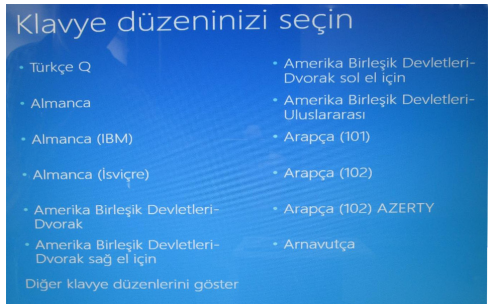 Klavye düzeninizi seçin
Türkçe Q
Almanca
Almanca (IBM)
Almanca (İsviçre)
Amerika Birleşik Devletleri-
Dvorak
Amerika Birleşik Devletleri-
Dvorak sağ el için
Amerika Birleşik Devletleri-
Dvorak sol el için
Amerika Birleşik Devletleri-
Uluslararası
Arapça (101)
Arapça (102)
Arapça (102) AZERTY
Arnavutça
Diğer klavye düzenlerini göster